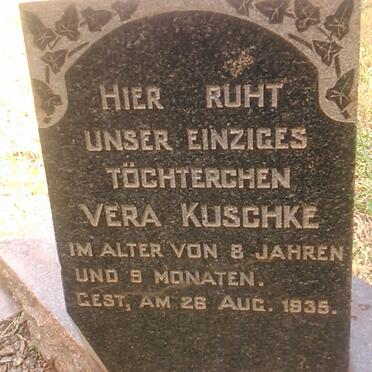 HIER RUHT
UNSER EINZIGES
TÖCHTERCHEN
VERA KUSCHKE
IM ALTER VON 8 JAHREN
UND 9 MONATEN.
GEST, AM 26 AUG. 1935.